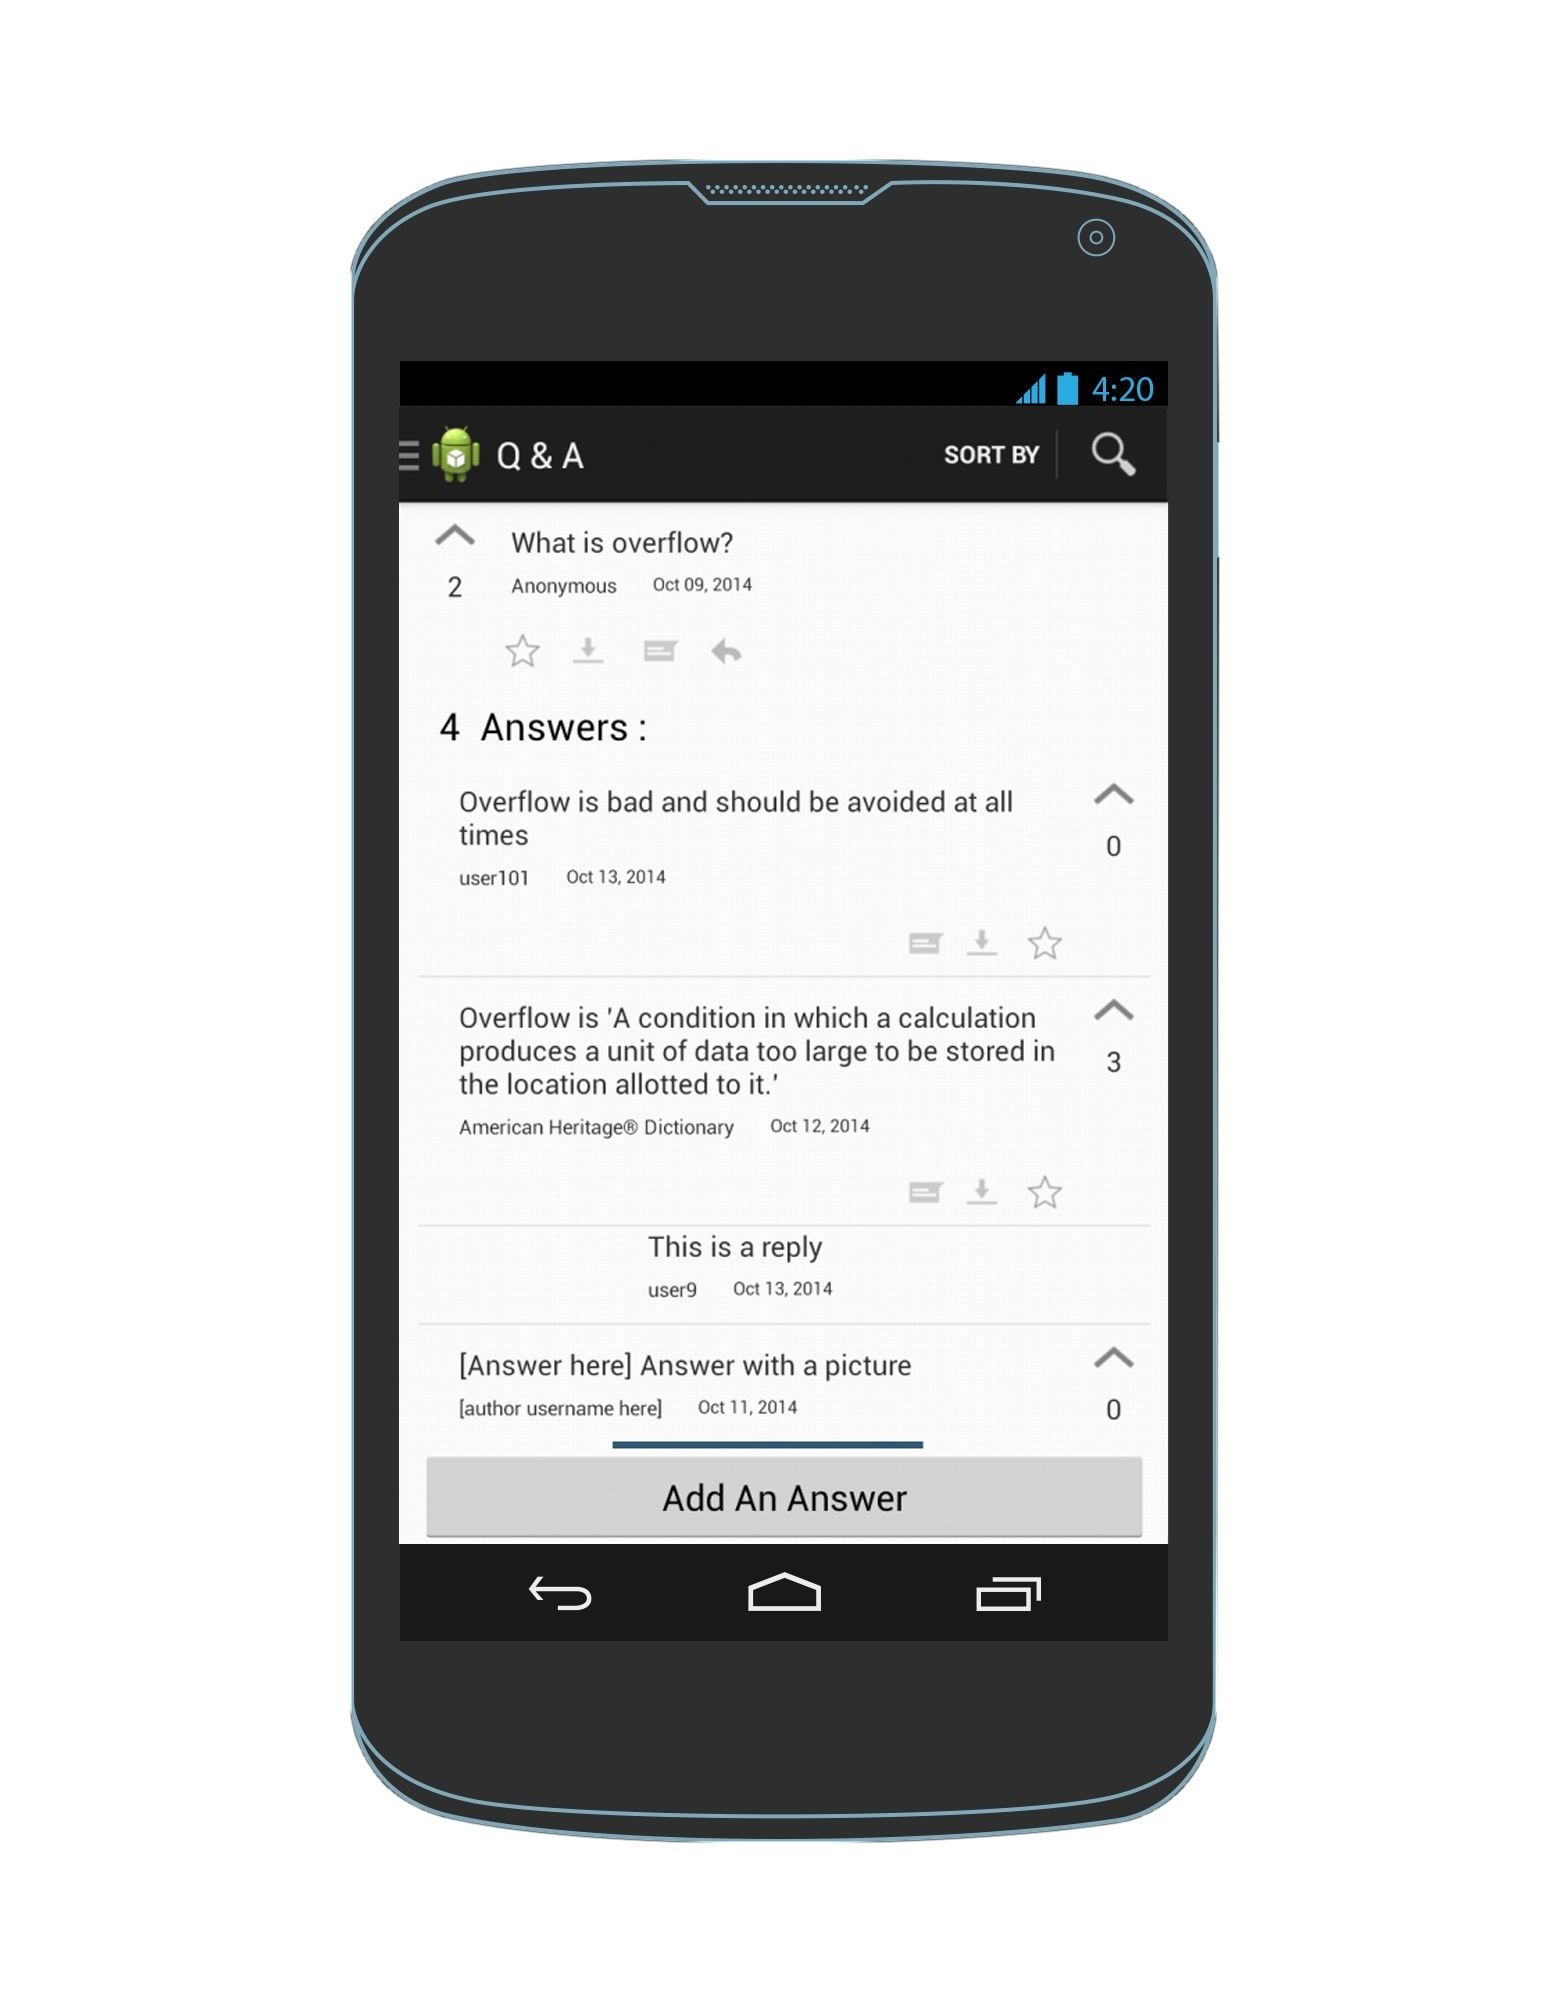 4:20
Q & A
SORT BY
What is overflow?
2
Anonymous Oct 09, 2014
4 Answers :
Overflow is bad and should be avoided at all
times
0
user101 Oct 13, 2014
Overflow is 'A condition in which a calculation
produces a unit of data too large to be stored in
the location allotted to it.'
3
American Heritage® Dictionary Oct 12, 2014
This is a reply
user9 Oct 13, 2014
[Answer here] Answer with a picture
[author username here] Oct 11, 2014
0
Add An Answer